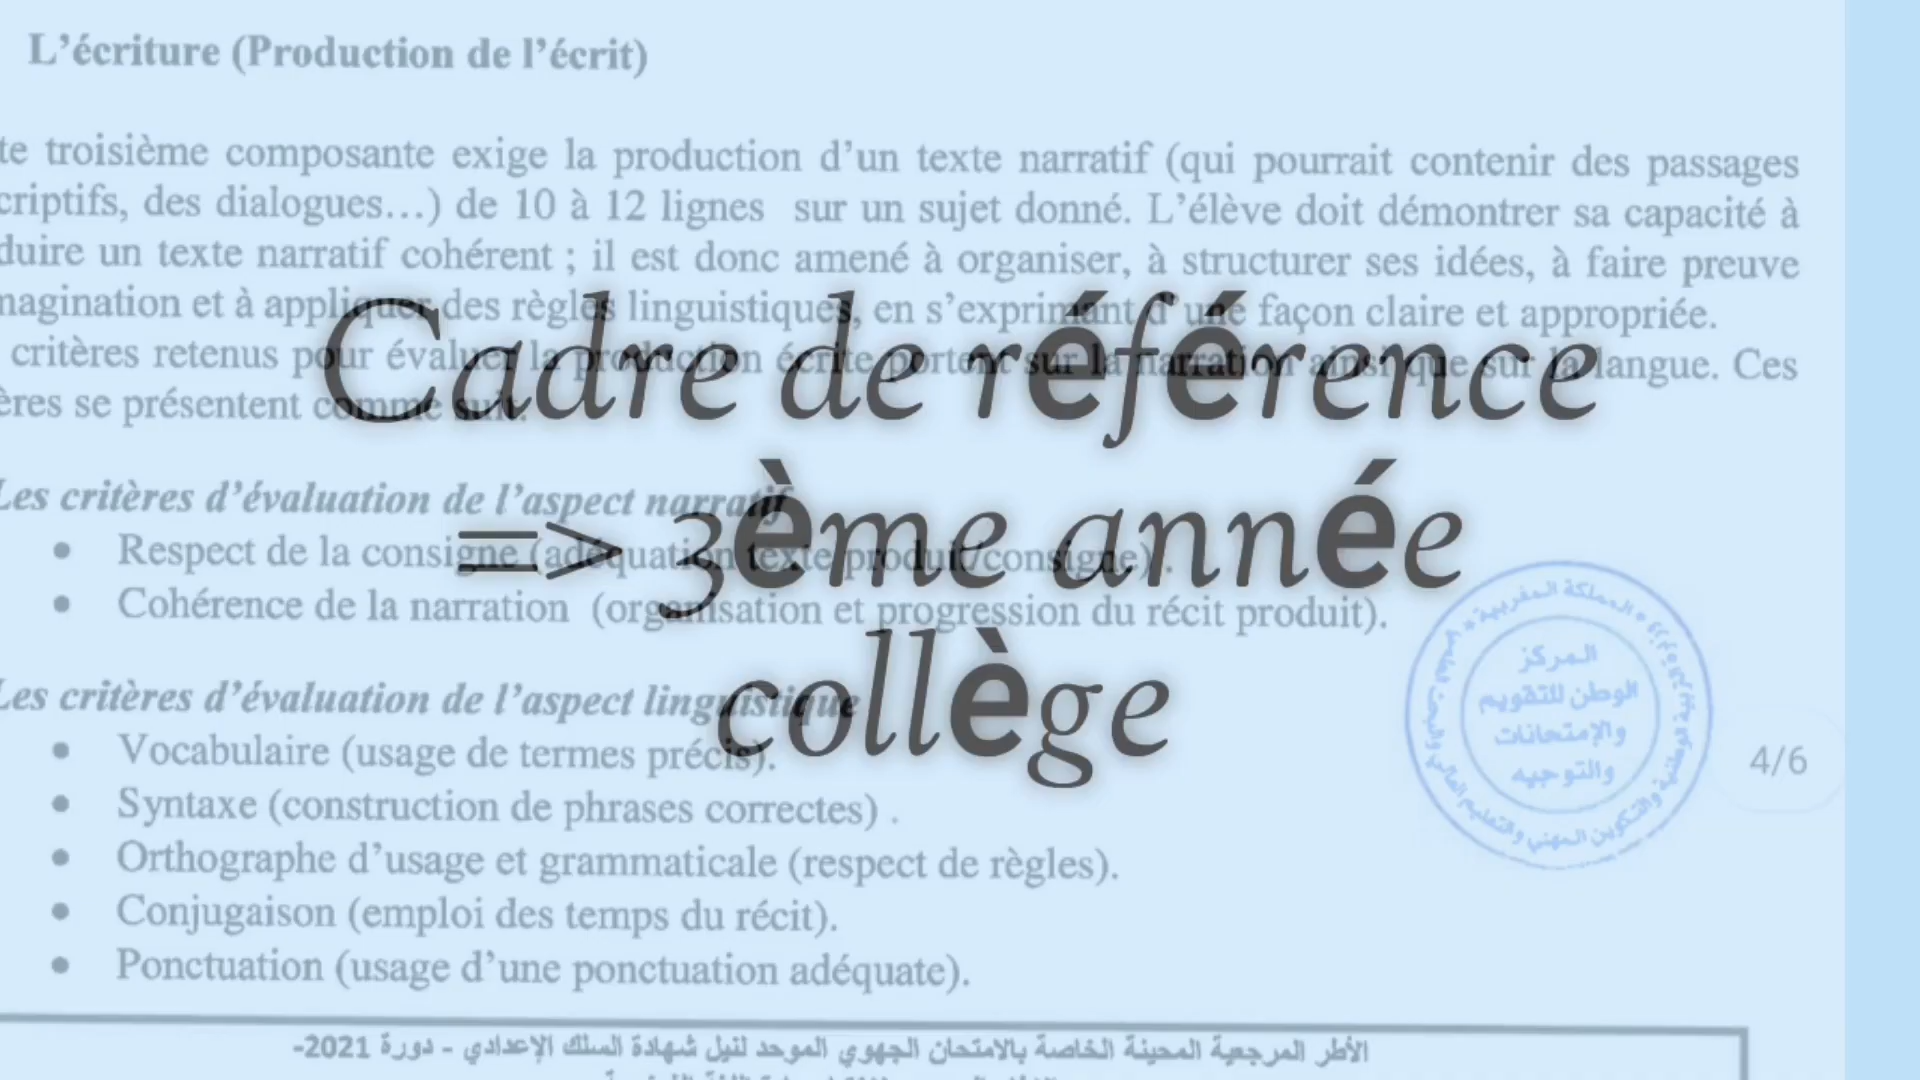 L’écriture (Production de l’écrit)
te troisième composante exige la production d’un texte narratif (qui pourrait contenir des passages
criptifs, des dialogues…) de 10 à 12 lignes sur un sujet donné. L’élève doit démontrer sa capacité à
duire un texte narratif cohérent ; il est donc amené à organiser, à structurer ses idées, à faire preuve
magination et à appliquer des règles linguistiques, en s’exprimant d’une façon claire et appropriée.
critères retenus pour évaluer la production écrite portent sur la narration ainsi que sur la langue. Ces
ères se présentent comme suit.
Cadre de référence
=> 3ème année
collège
Les critères d’évaluation de l’aspect narratif
• Respect de la consigne (adéquation texte produit/consigne).
• Cohérence de la narration (organisation et progression du récit produit).
Les critères d’évaluation de l’aspect linguistique
• Vocabulaire (usage de termes précis).
• Syntaxe (construction de phrases correctes) .
• Orthographe d’usage et grammaticale (respect de règles).
• Conjugaison (emploi des temps du récit).
• Ponctuation (usage d’une ponctuation adéquate).
المملكة المغربية
المركز
الوطني للتقويم
والإمتحانات
والتوجيه
4/6
الأطر المرجعية المحينة الخاصة بالامتحان الجهوي الموحد لنيل شهادة السلك الإعدادي - دورة 2021-